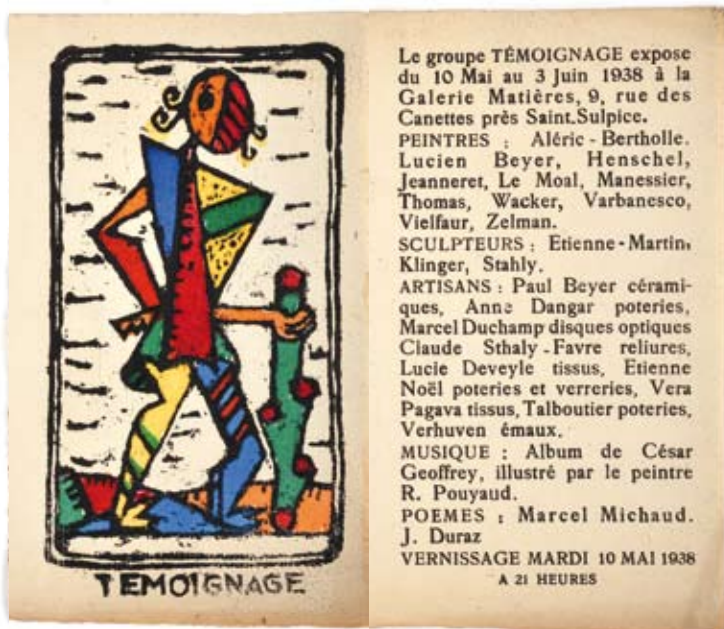 TEMOIGNAGE
Le groupe TÉMOIGNAGE expose
du 10 Mai au 3 Juin 1938 à la
Galerie Matières, 9, rue des
Canettes près Saint.Sulpice.
PEINTRES : Aléric - Bertholle.
Lucien Beyer, Henschel,
Jeanneret, Le Moal, Manessier,
Thomas, Wacker, Varbanesco,
Vielfaur, Zelman.
SCULPTEURS : Etienne-Martin,
Klinger, Stahly.
ARTISANS : Paul Beyer cérami-
ques, Anne Dangar poteries,
Marcel Duchamp disques optiques
Claude Sthaly-Favre reliures,
Lucie Deveyle tissus, Etienne
Noël poteries et verreries, Vera
Pagava tissus, Talboutier poteries,
Verhuven émaux.
MUSIQUE : Album de César
Geoffrey, illustré par le peintre
R. Pouyaud.
POEMES : Marcel Michaud.
J. Duraz
VERNISSAGE MARDI 10 MAI 1938
A 21 HEURES